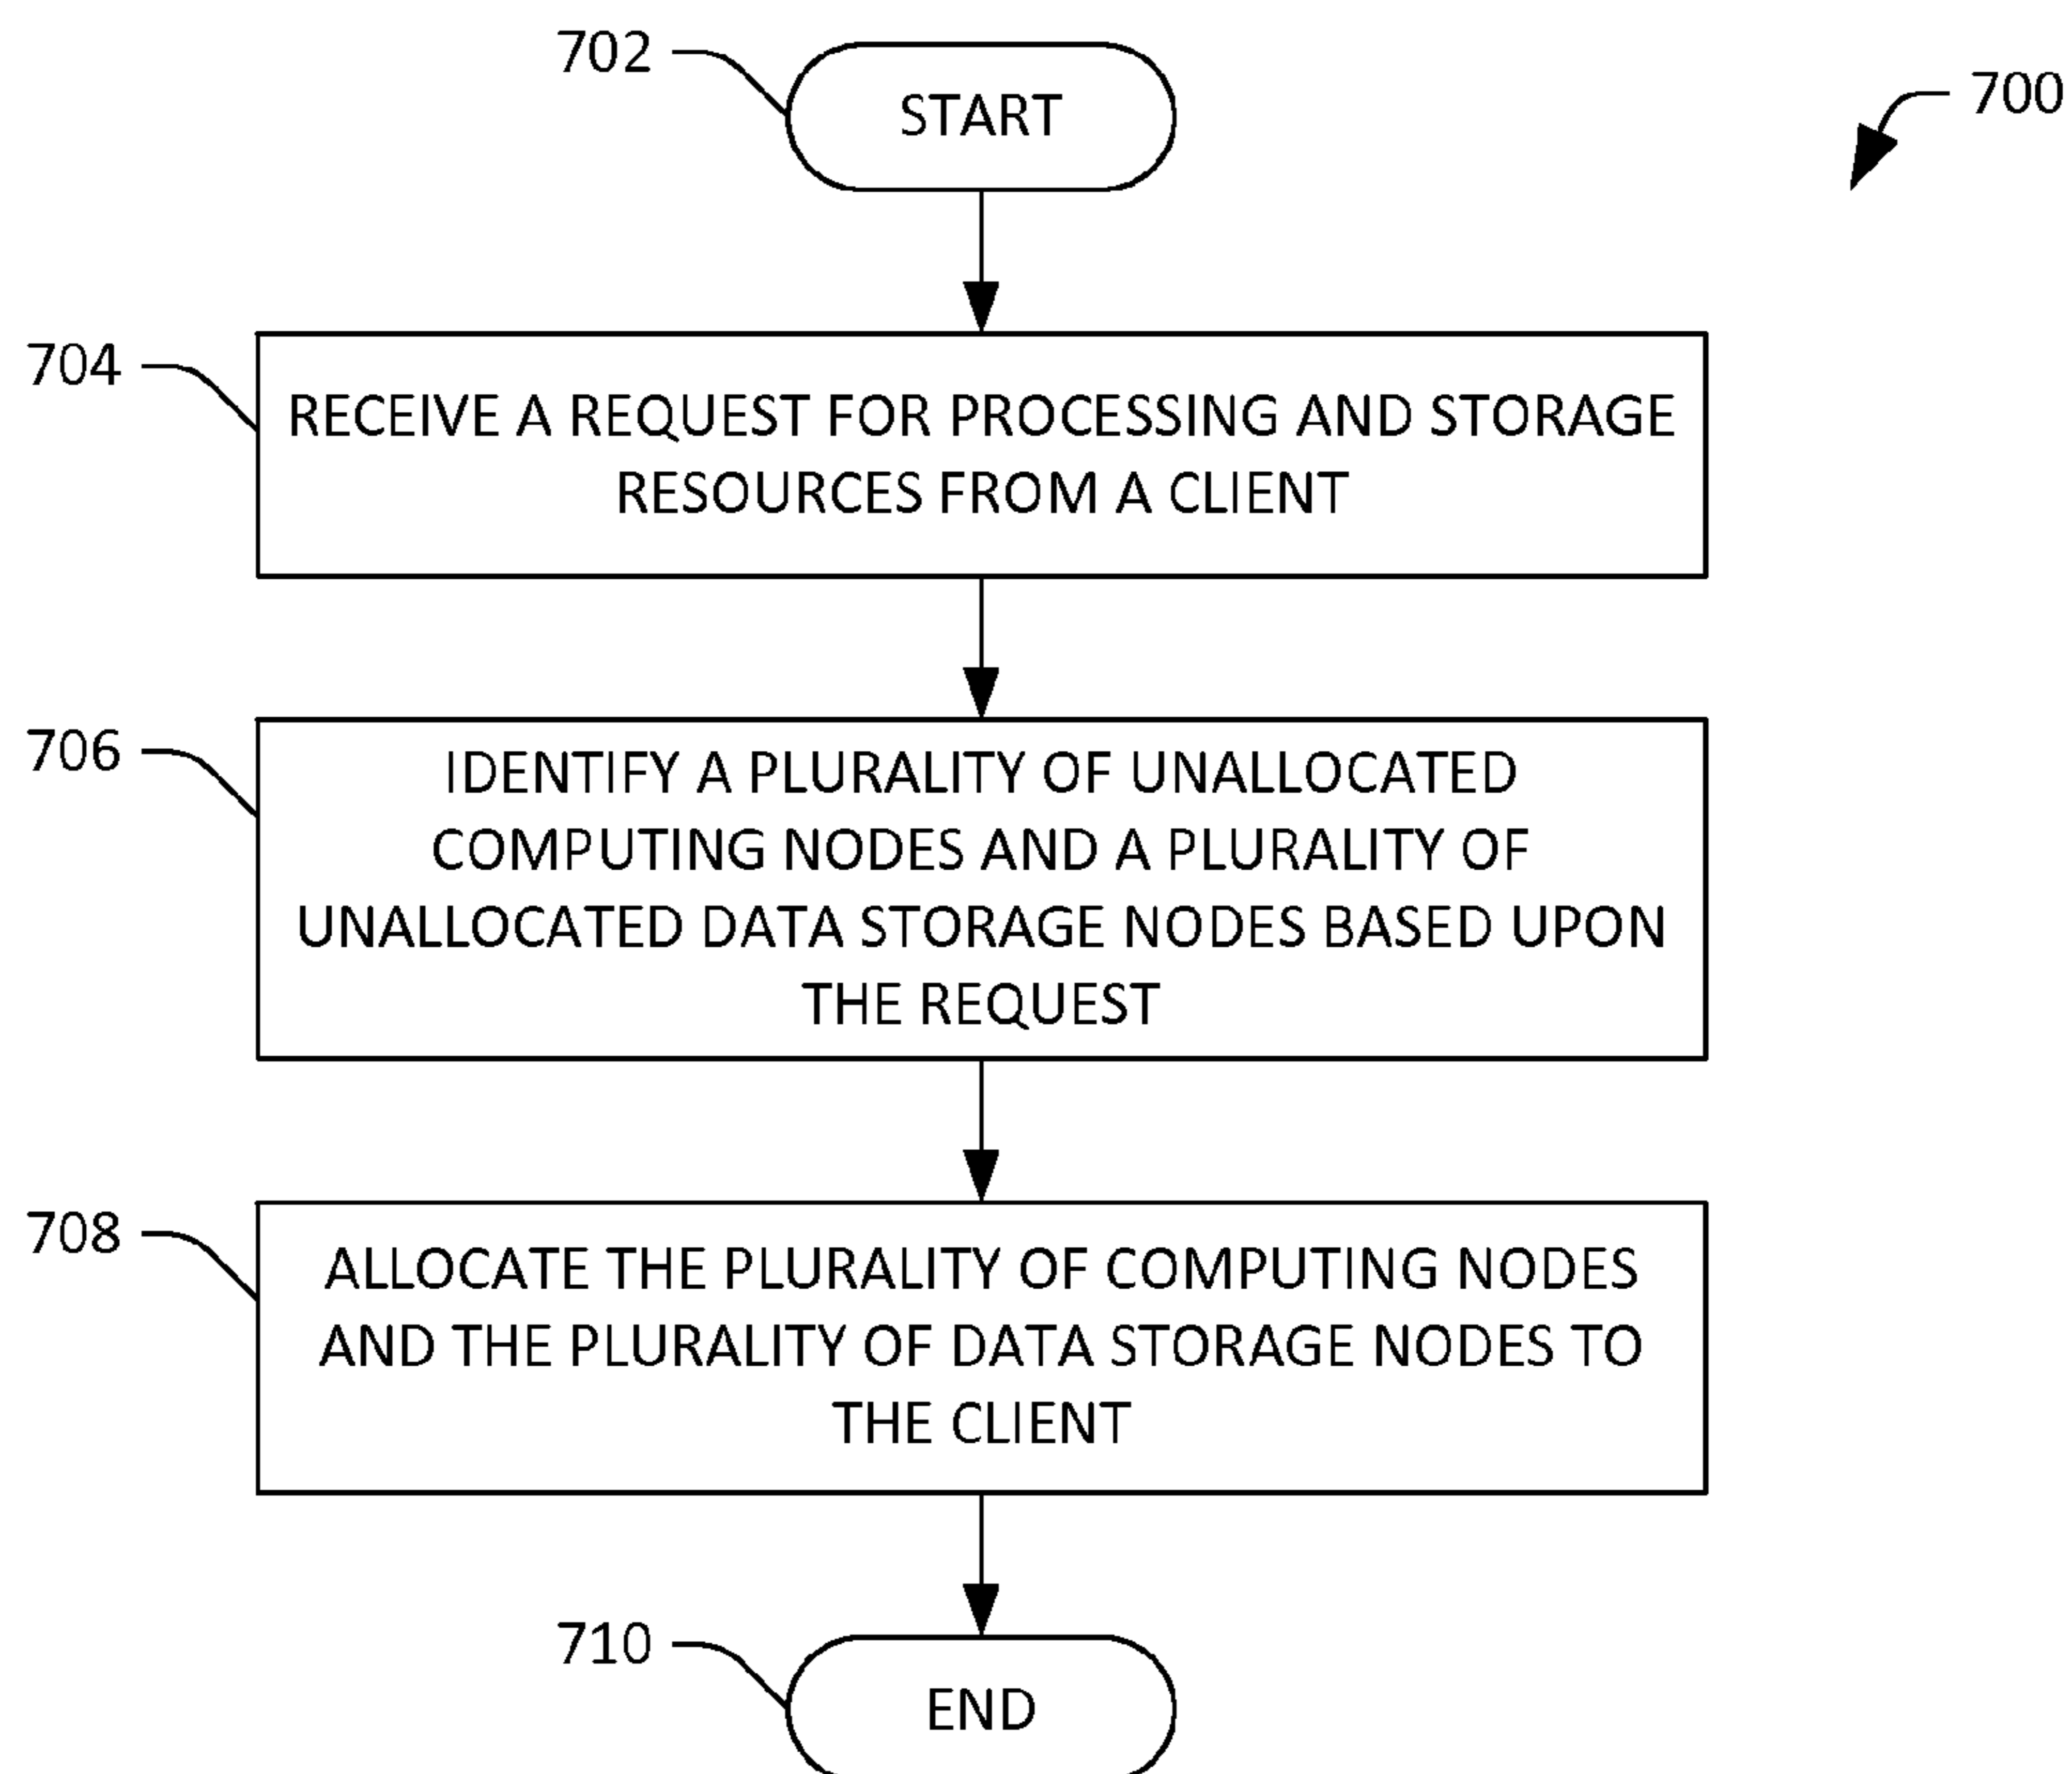 702
START
700
704
RECEIVE A REQUEST FOR PROCESSING AND STORAGE
RESOURCES FROM A CLIENT
706
IDENTIFY A PLURALITY OF UNALLOCATED
COMPUTING NODES AND A PLURALITY OF
UNALLOCATED DATA STORAGE NODES BASED UPON
THE REQUEST
708
ALLOCATE THE PLURALITY OF COMPUTING NODES
AND THE PLURALITY OF DATA STORAGE NODES TO
THE CLIENT
710
END